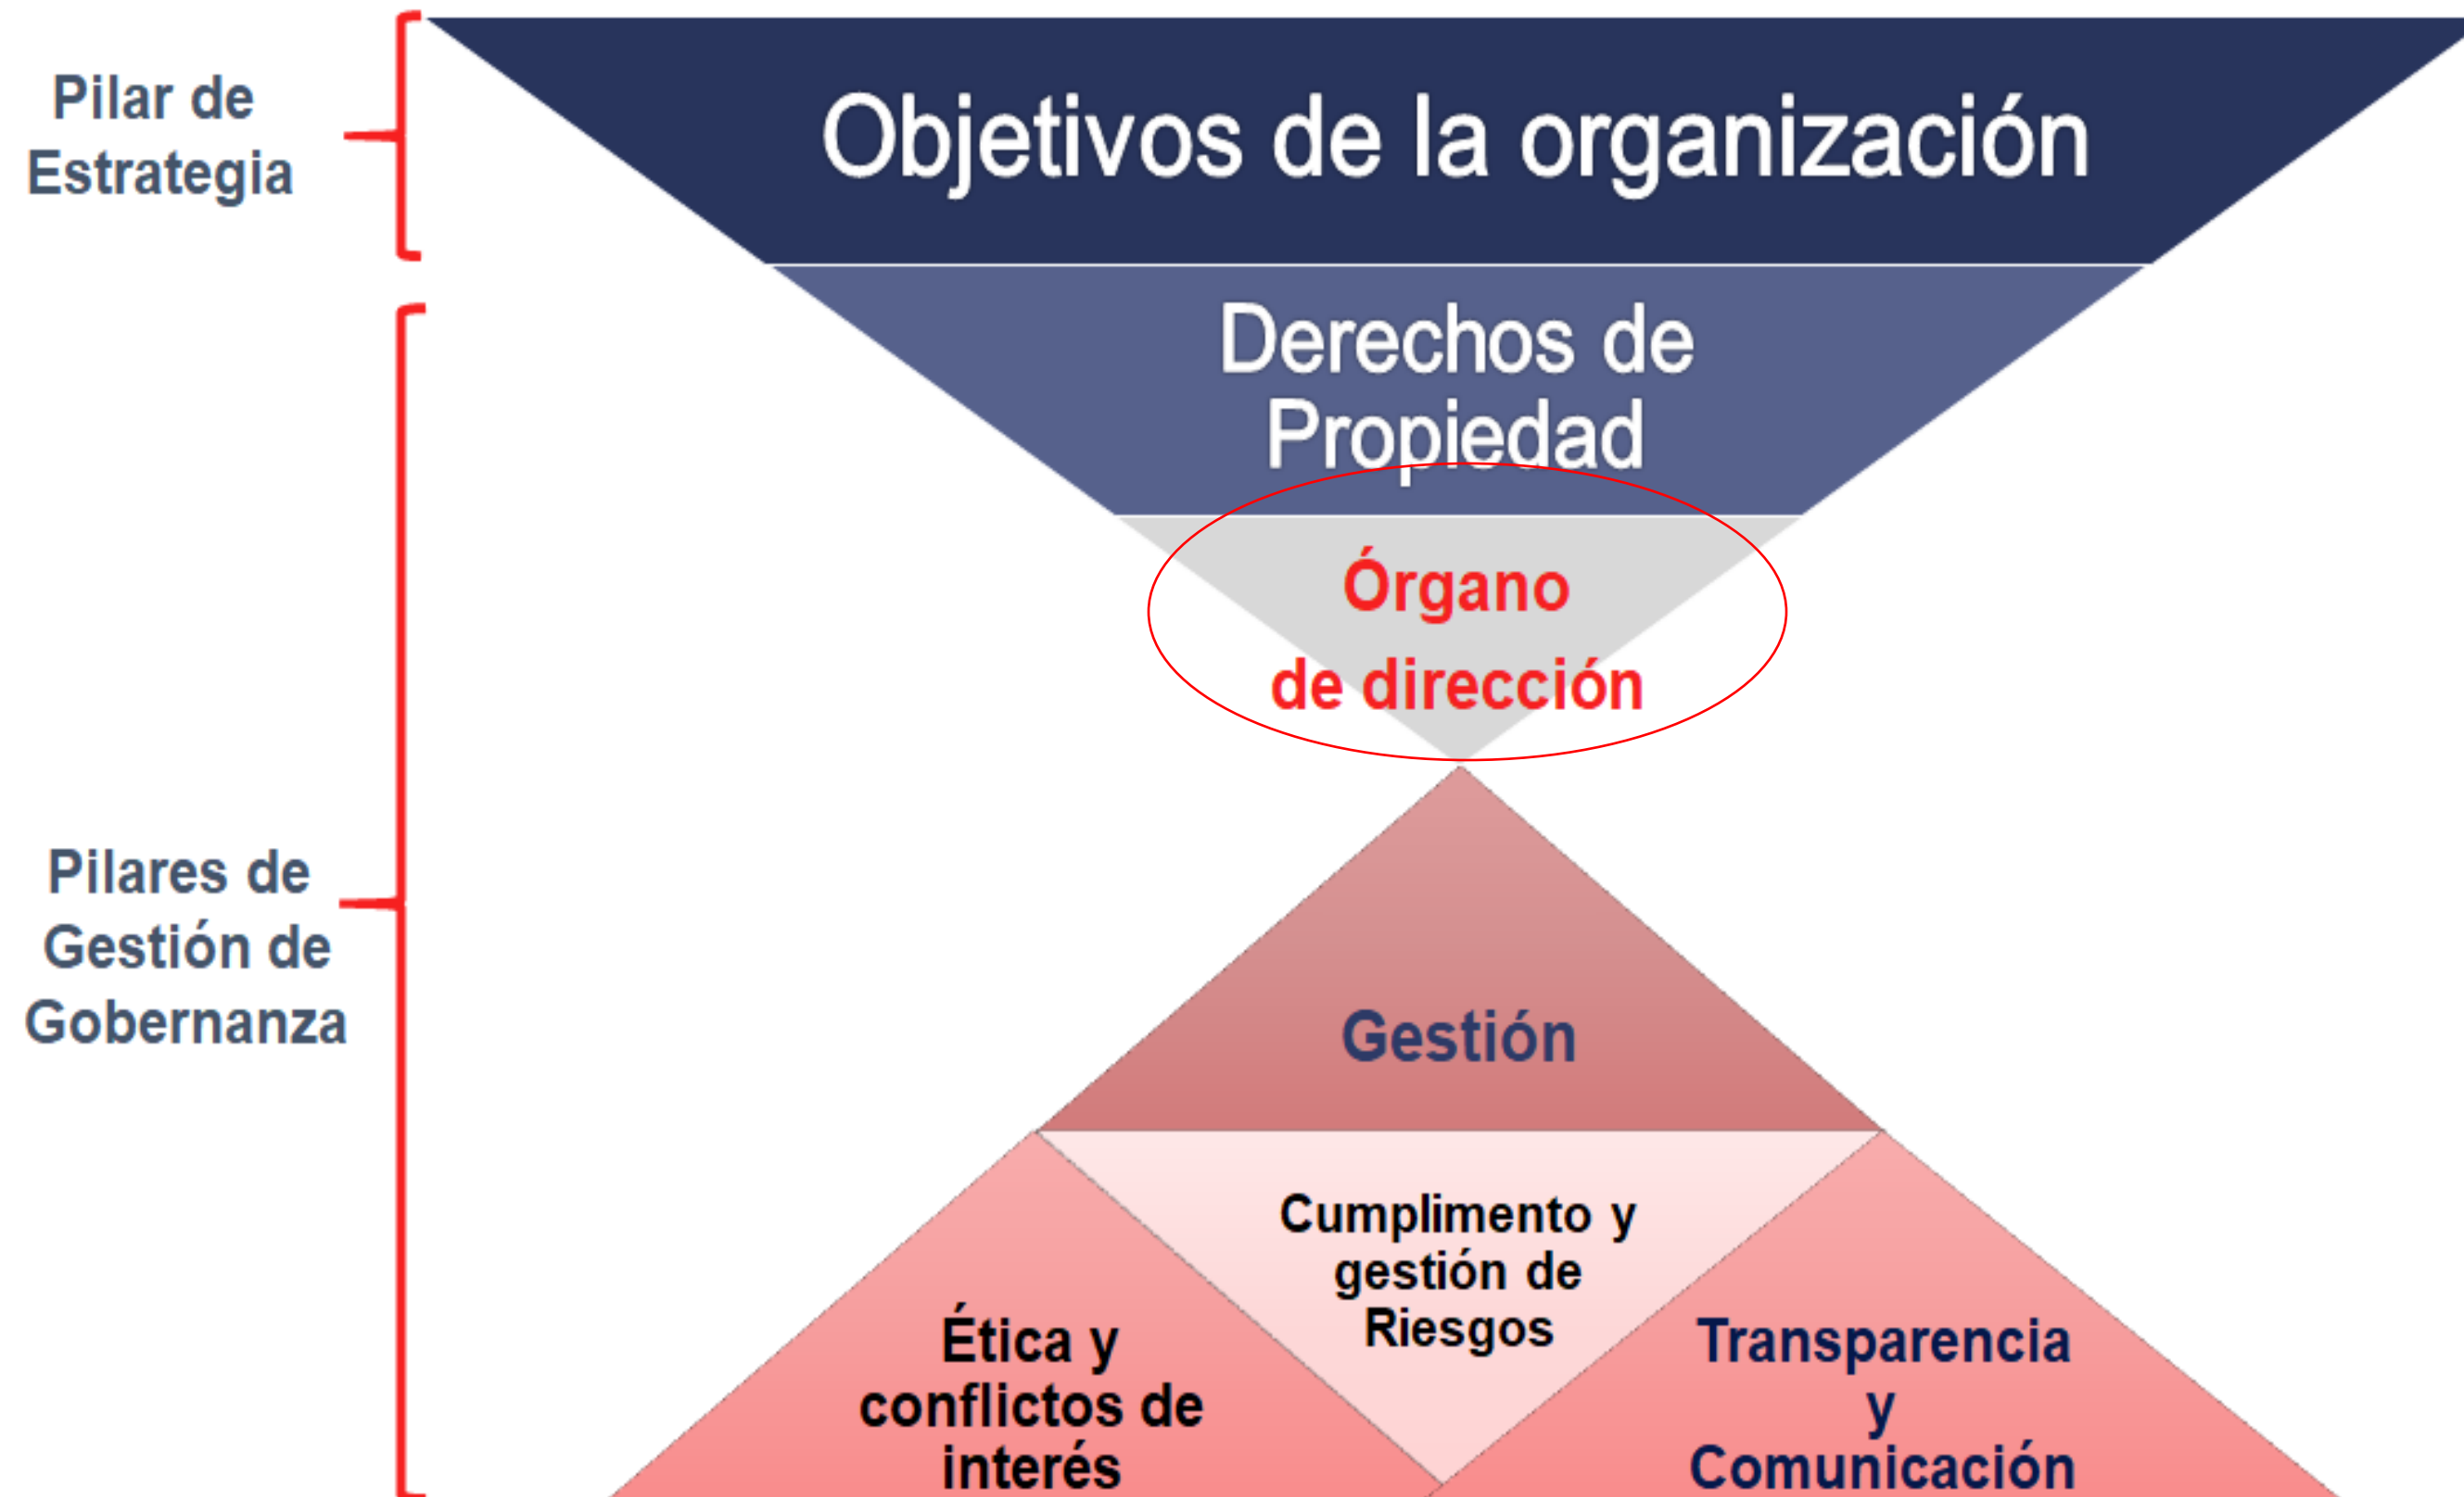 Pilar de
Estrategia
Objetivos de la organización
Derechos de
Propiedad
Órgano
de dirección
Pilares de
Gestión de
Gobernanza
Gestión
Cumplimento y
gestión de
Riesgos
Ética y
conflictos de
interés
Transparencia
y
Comunicación